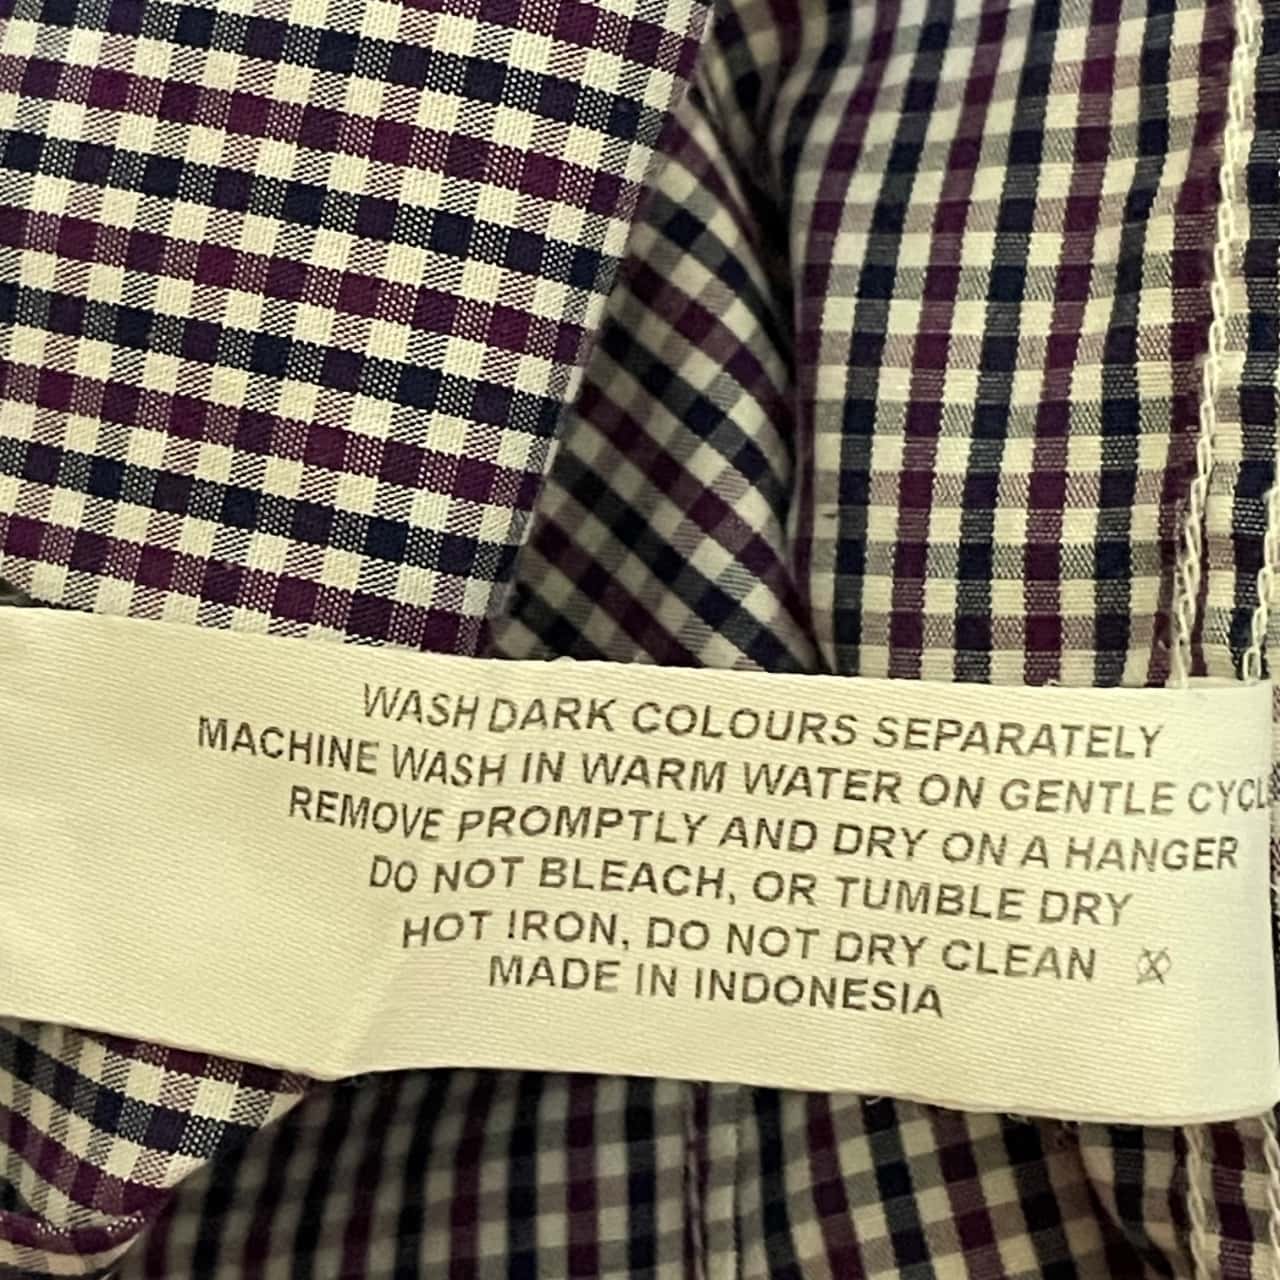 WASH DARK COLOURS SEPARATELY
MACHINE WASH IN WARM WATER ON GENTLE CYCL
REMOVE PROMPTLY AND DRY ON A HANGER
DO NOT BLEACH, OR TUMBLE DRY
HOT IRON, DO NOT DRY CLEAN
MADE IN INDONESIA